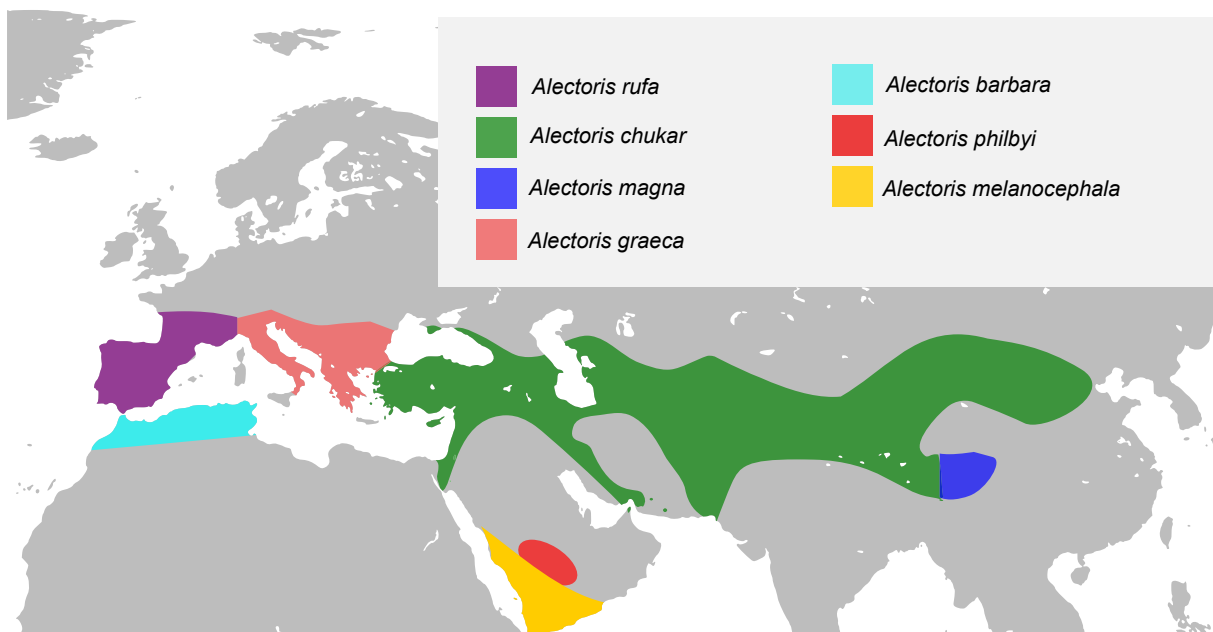 Alectoris rufa
Alectoris chukar
Alectoris magna
Alectoris graeca
Alectoris barbara
Alectoris philbyi
Alectoris melanocephala